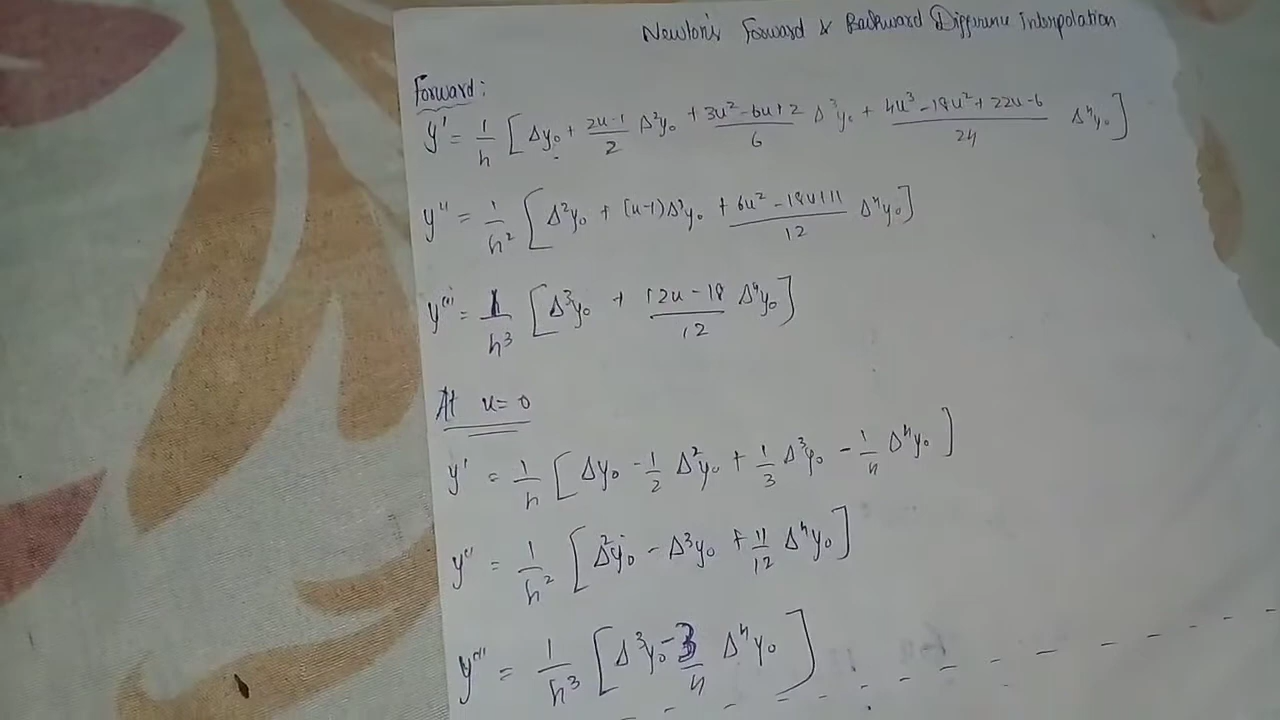 Newton's Forward & Backward Difference Interpolation
Forward:
y' = 1/h [Δy₀ + (2u-1)/2 Δ²y₀ + (3u²-6u+2)/6 Δ³y₀ + (4u³-18u²+22u-6)/24 Δ⁴y₀]
y'' = 1/h² [Δ²y₀ + (u-1)Δ³y₀ + (6u²-18u+11)/12 Δ⁴y₀]
y''' = 1/h³ [Δ³y₀ + (12u-18)/12 Δ⁴y₀]
At u=0
y' = 1/h [Δy₀ - 1/2 Δ²y₀ + 1/3 Δ³y₀ - 1/4 Δ⁴y₀]
y'' = 1/h² [Δ²y₀ - Δ³y₀ + 11/12 Δ⁴y₀]
y''' = 1/h³ [Δ³y₀ - 3/4 Δ⁴y₀]